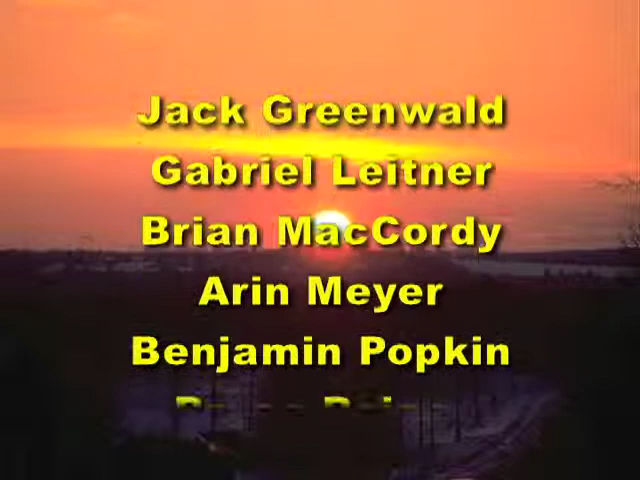 Jack Greenwald
Gabriel Leitner
Brian MacCordy
Arin Meyer
Benjamin Popkin